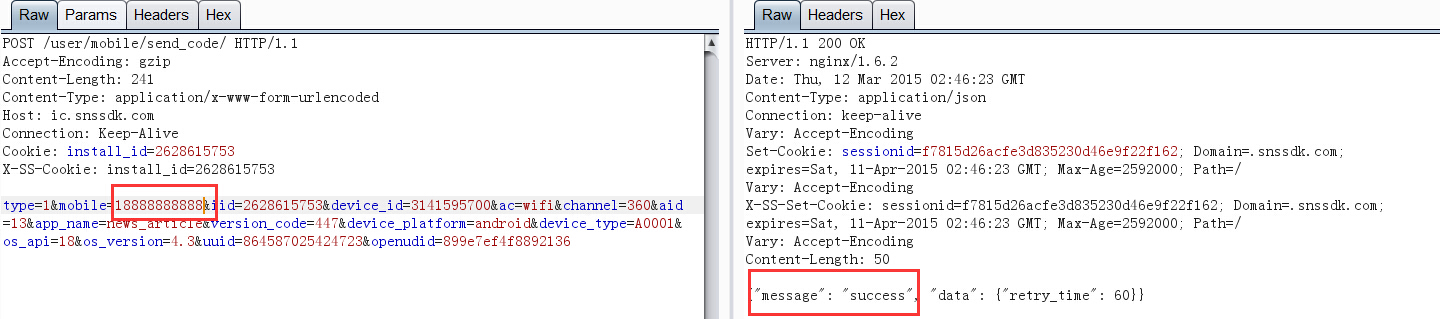 Raw Params Headers Hex
POST /user/mobile/send_code/ HTTP/1.1
Accept-Encoding: gzip
Content-Length: 241
Content-Type: application/x-www-form-urlencoded
Host: ic.snssdk.com
Connection: Keep-Alive
Cookie: install_id=2628615753
X-SS-Cookie: install_id=2628615753
type=1&mobile=18888888888&iid=2628615753&device_id=3141595700&ac=wifi&channel=360&aid
=13&app_name=news_article&version_code=447&device_platform=android&device_type=A0001&
os_api=18&os_version=4.3&uuid=864587025424723&openudid=899e7ef4f8892136
Raw Headers Hex
HTTP/1.1 200 OK
Server: nginx/1.6.2
Date: Thu, 12 Mar 2015 02:46:23 GMT
Content-Type: application/json
Connection: keep-alive
Vary: Accept-Encoding
Set-Cookie: sessionid=f7815d26acfe3d835230d46e9f22f162; Domain=.snssdk.com;
expires=Sat, 11-Apr-2015 02:46:23 GMT; Max-Age=2592000; Path=/
Vary: Accept-Encoding
X-SS-Set-Cookie: sessionid=f7815d26acfe3d835230d46e9f22f162; Domain=.snssdk.com;
expires=Sat, 11-Apr-2015 02:46:23 GMT; Max-Age=2592000; Path=/
Vary: Accept-Encoding
Content-Length: 50
{"message": "success", "data": {"retry_time": 60}}